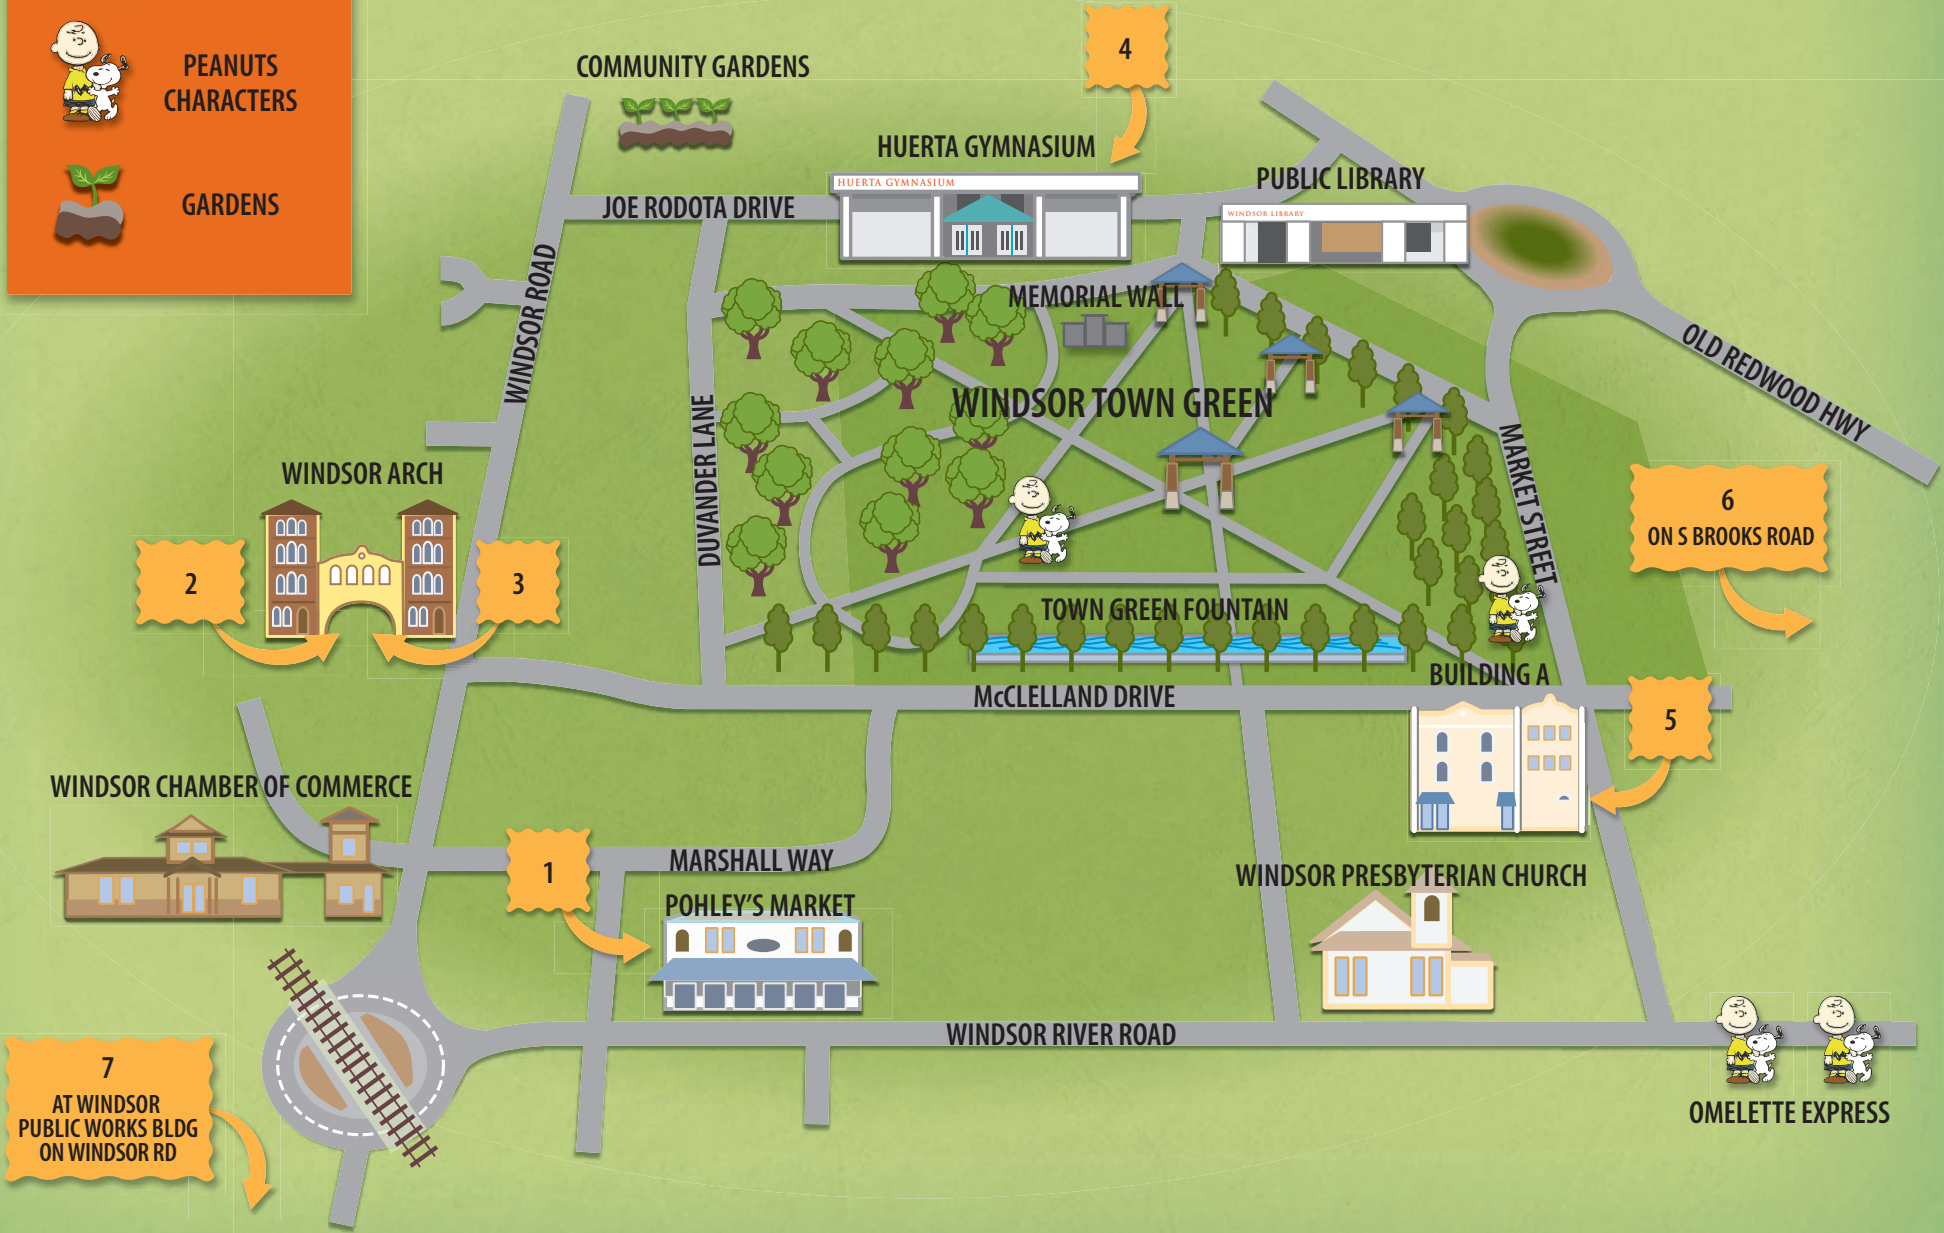 PEANUTS
CHARACTERS
GARDENS
COMMUNITY GARDENS
4
HUERTA GYMNASIUM
HUERTA GYMNASIUM
PUBLIC LIBRARY
WINDSOR LIBRARY
JOE RODOTA DRIVE
WINDSOR ROAD
MEMORIAL WALL
OLD REDWOOD HWY
WINDSOR TOWN GREEN
DUVANDER LANE
MARKET STREET
WINDSOR ARCH
2
3
6
ON S BROOKS ROAD
TOWN GREEN FOUNTAIN
BUILDING A
McCLELLAND DRIVE
5
WINDSOR CHAMBER OF COMMERCE
1
MARSHALL WAY
POHLEY'S MARKET
WINDSOR PRESBYTERIAN CHURCH
WINDSOR RIVER ROAD
7
AT WINDSOR
PUBLIC WORKS BLDG
ON WINDSOR RD
OMELETTE EXPRESS